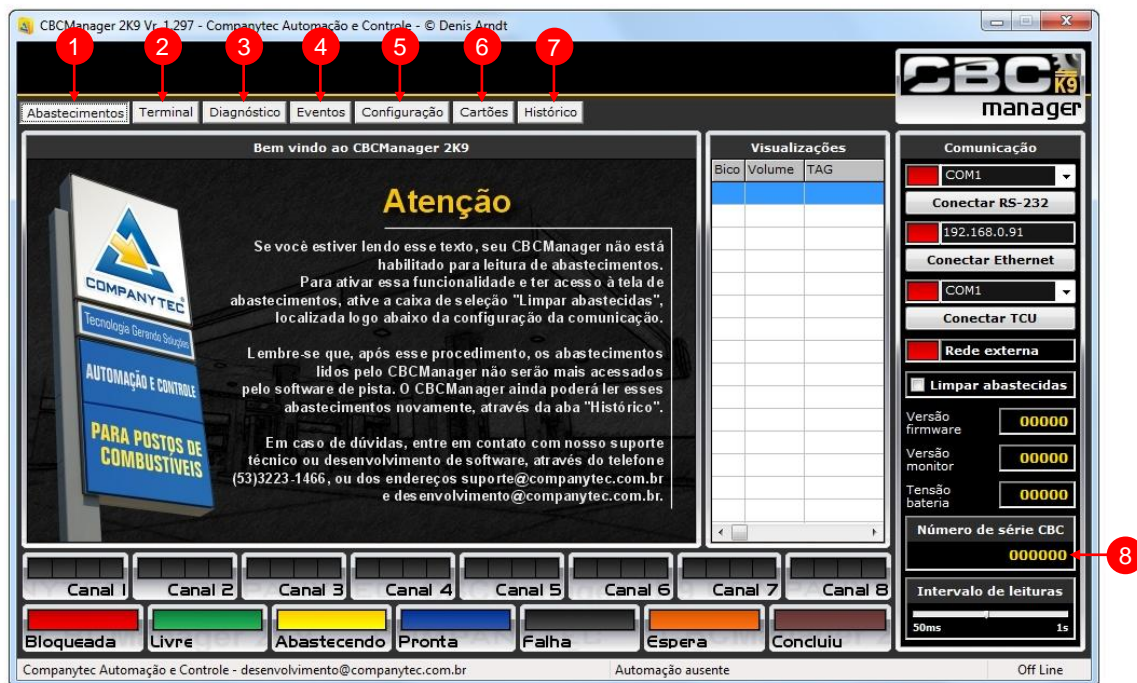 CBCManager 2K9 Vr. 1.297 - Companytec Automação e Controle - © Denis Arndt
1
2
3
4
5
6
7
CBC
K9
manager
Abastecimentos
Terminal
Diagnóstico
Eventos
Configuração
Cartões
Histórico
Bem vindo ao CBCManager 2K9
COMPANYTEC
Tecnologia Gerando Soluções
AUTOMAÇÃO E CONTROLE
PARA POSTOS DE
COMBUSTÍVEIS
Atenção
Se você estiver lendo esse texto, seu CBCManager não está
habilitado para leitura de abastecimentos.
Para ativar essa funcionalidade e ter acesso à tela de
abastecimentos, ative a caixa de seleção "Limpar abastecidas",
localizada logo abaixo da configuração da comunicação.
Lembre-se que, após esse procedimento, os abastecimentos
lidos pelo CBCManager não serão mais acessados
pelo software de pista. O CBCManager ainda poderá ler esses
abastecimentos novamente, através da aba "Histórico".
Em caso de dúvidas, entre em contato com nosso suporte
técnico ou desenvolvimento de software, através do telefone
(53)3223-1466, ou dos endereços suporte@companytec.com.br
e desenvolvimento@companytec.com.br.
Visualizações
Bico Volume TAG
Comunicação
COM1
Conectar RS-232
192.168.0.91
Conectar Ethernet
COM1
Conectar TCU
Rede externa
Limpar abastecidas
Versão
firmware
00000
Versão
monitor
00000
Tensão
bateria
00000
Número de série CBC
000000
8
Intervalo de leituras
50ms 1s
Canal 1
Canal 2
Canal 3
Canal 4
Canal 5
Canal 6
Canal 7
Canal 8
Bloqueada
Livre
Abastecendo
Pronta
Falha
Espera
Concluiu
Companytec Automação e Controle - desenvolvimento@companytec.com.br
Automação ausente
Off Line